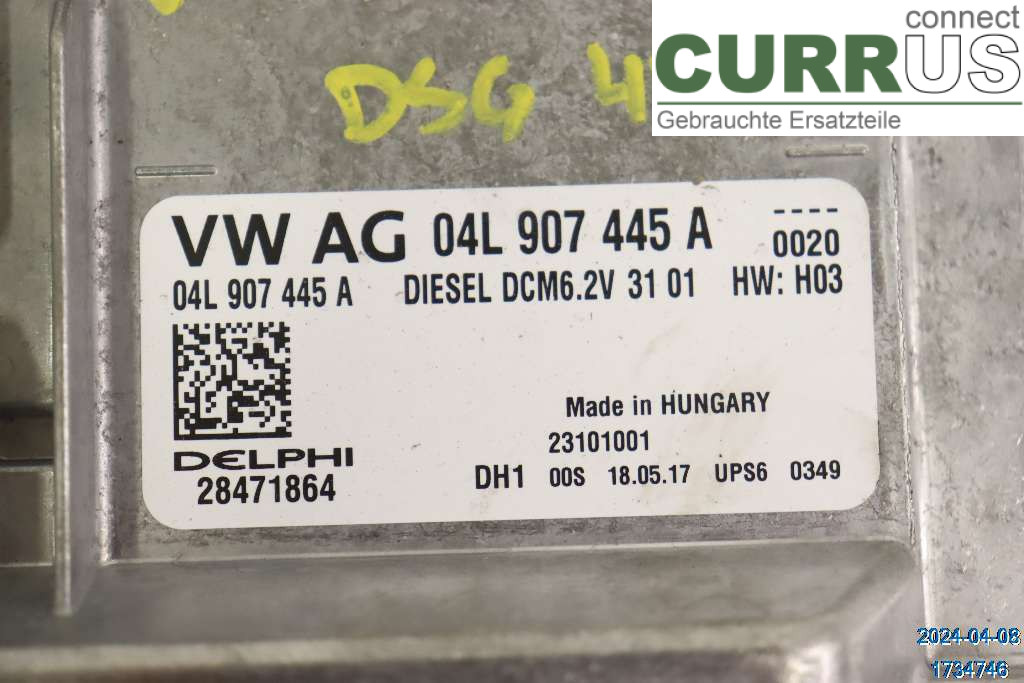 connect
CURRUS
Gebrauchte Ersatzteile
DSG 4
VW AG 04L 907 445 A ----
0020
04L 907 445 A DIESEL DCM6.2V 31 01 HW: H03
Made in HUNGARY
23101001
DELPHI
28471864
DH1 00S 18.05.17 UPS6 0349
2024-04-08
1734746